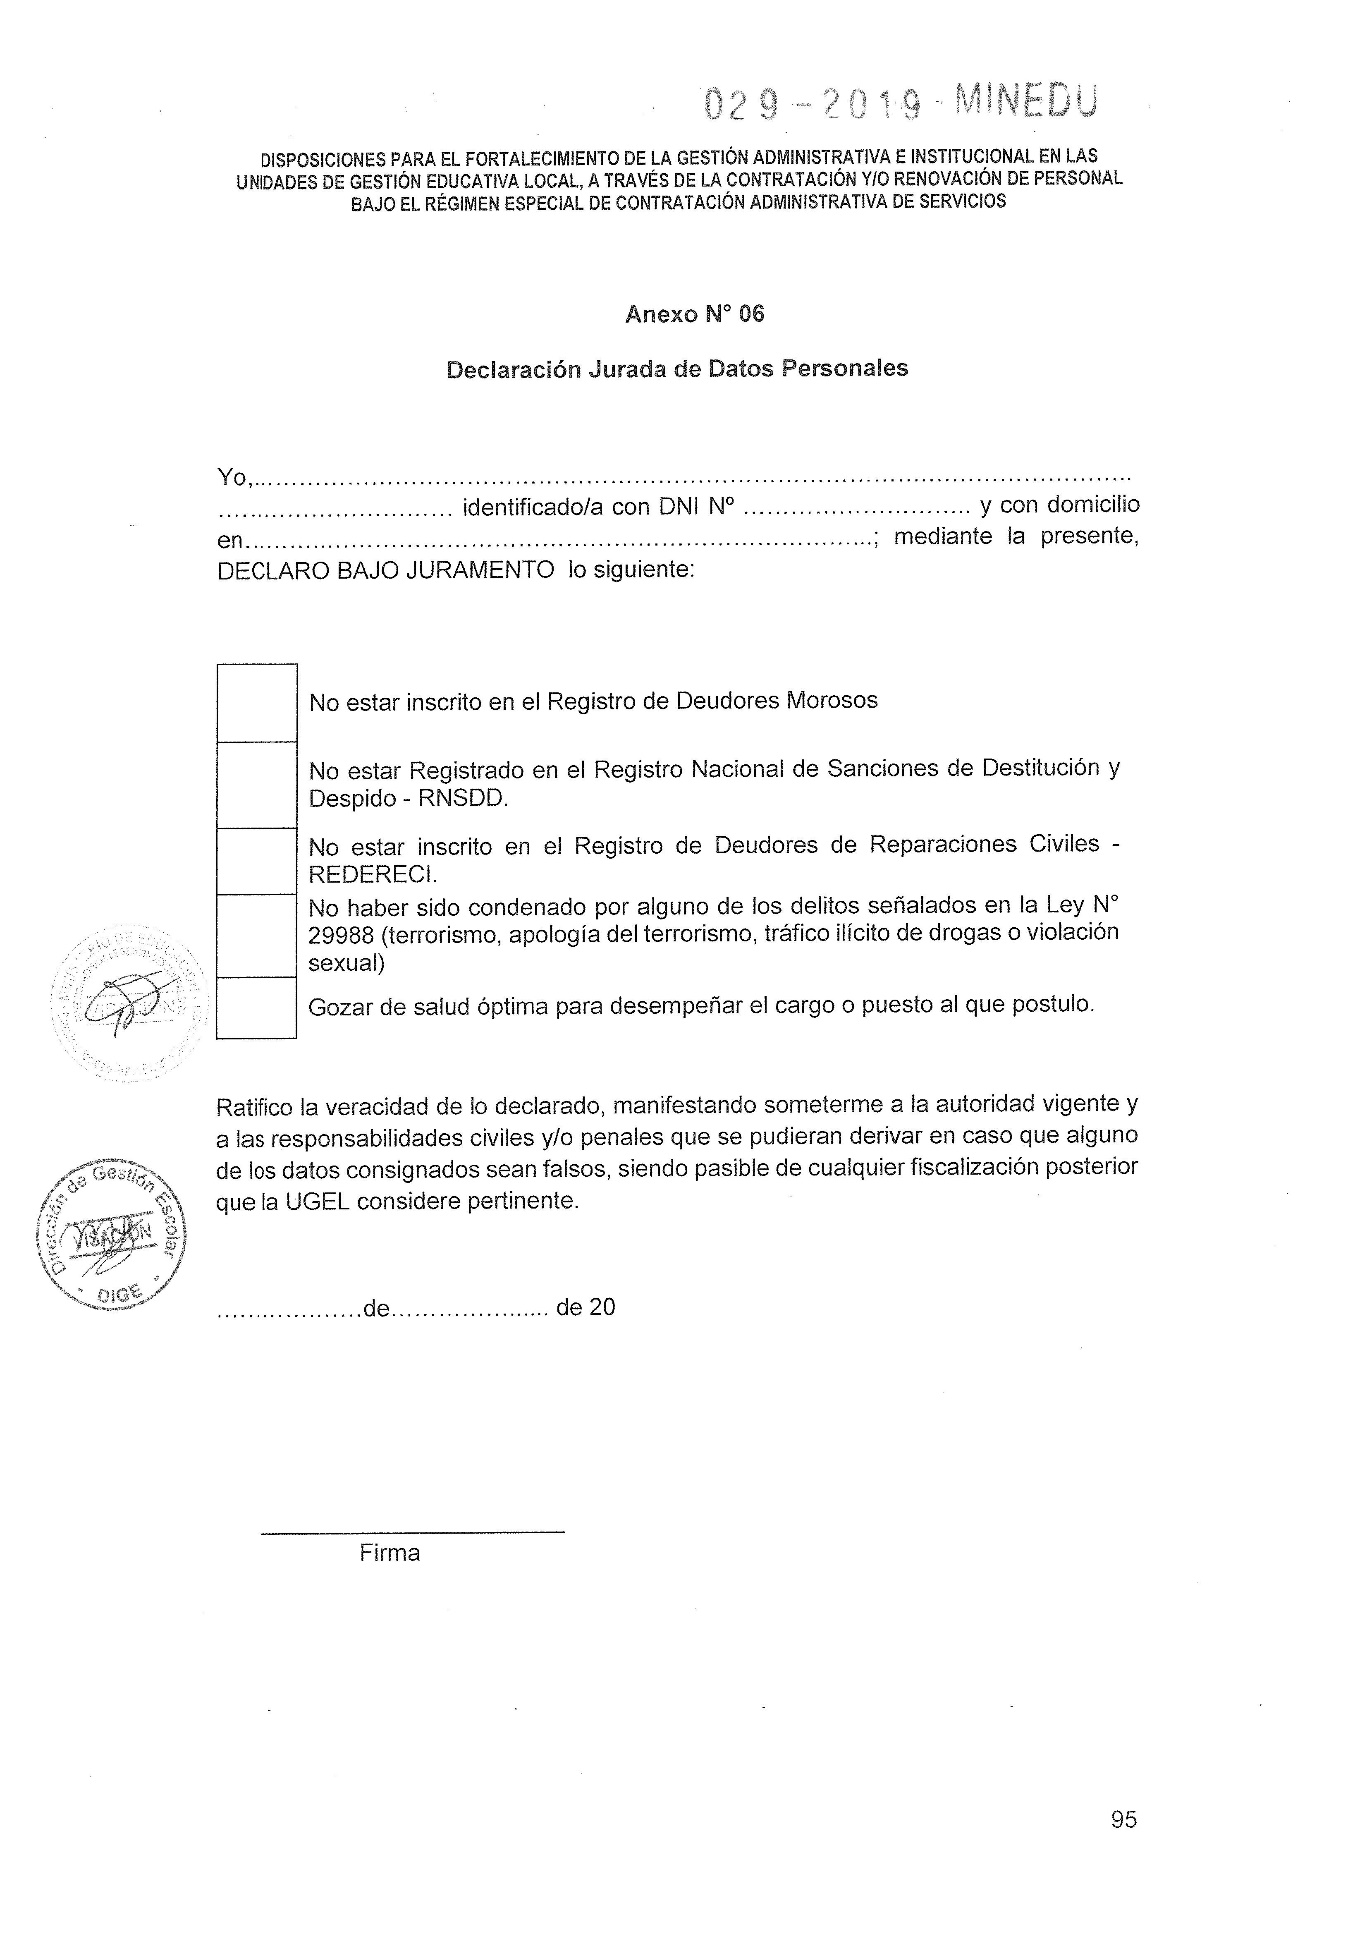 029-2019-MINEDU
DISPOSICIONES PARA EL FORTALECIMIENTO DE LA GESTIÓN ADMINISTRATIVA E INSTITUCIONAL EN LAS
UNIDADES DE GESTIÓN EDUCATIVA LOCAL, A TRAVÉS DE LA CONTRATACIÓN Y/O RENOVACIÓN DE PERSONAL
BAJO EL RÉGIMEN ESPECIAL DE CONTRATACIÓN ADMINISTRATIVA DE SERVICIOS
Anexo N° 06
Declaración Jurada de Datos Personales
Yo,..............................................................................................................
.............................. identificado/a con DNI Nº ............................. y con domicilio
en................................................................................; mediante la presente,
DECLARO BAJO JURAMENTO lo siguiente:
No estar inscrito en el Registro de Deudores Morosos
No estar Registrado en el Registro Nacional de Sanciones de Destitución y
Despido - RNSDD.
No estar inscrito en el Registro de Deudores de Reparaciones Civiles -
REDERECI.
No haber sido condenado por alguno de los delitos señalados en la Ley N°
29988 (terrorismo, apología del terrorismo, tráfico ilícito de drogas o violación
sexual)
Gozar de salud óptima para desempeñar el cargo o puesto al que postulo.
Ratifico la veracidad de lo declarado, manifestando someterme a la autoridad vigente y
a las responsabilidades civiles y/o penales que se pudieran derivar en caso que alguno
de los datos consignados sean falsos, siendo pasible de cualquier fiscalización posterior
que la UGEL considere pertinente.
Dirección de Gestión Escolar
VISACIÓN
- DIGE -
..................de.................... de 20
Firma
95